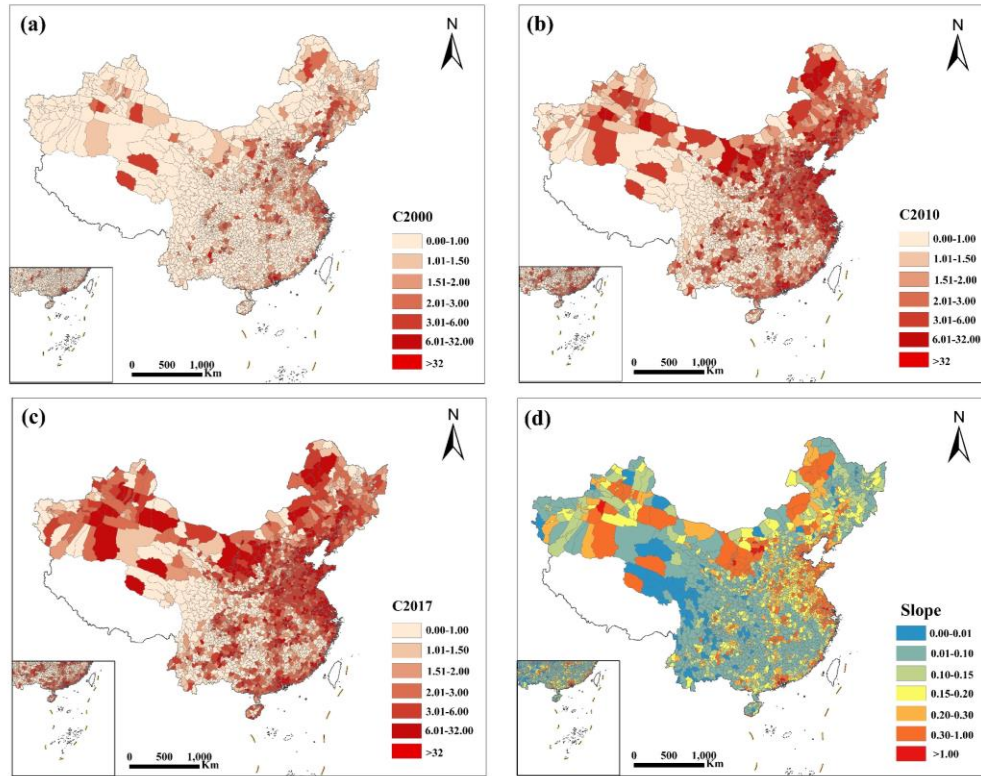 (a)
N
C2000
0.00-1.00
1.01-1.50
1.51-2.00
2.01-3.00
3.01-6.00
6.01-32.00
>32
0 500 1,000
Km
(b)
N
C2010
0.00-1.00
1.01-1.50
1.51-2.00
2.01-3.00
3.01-6.00
6.01-32.00
>32
0 500 1,000
Km
(c)
N
C2017
0.00-1.00
1.01-1.50
1.51-2.00
2.01-3.00
3.01-6.00
6.01-32.00
>32
0 500 1,000
Km
(d)
N
Slope
0.00-0.01
0.01-0.10
0.10-0.15
0.15-0.20
0.20-0.30
0.30-1.00
>1.00
0 500 1,000
Km